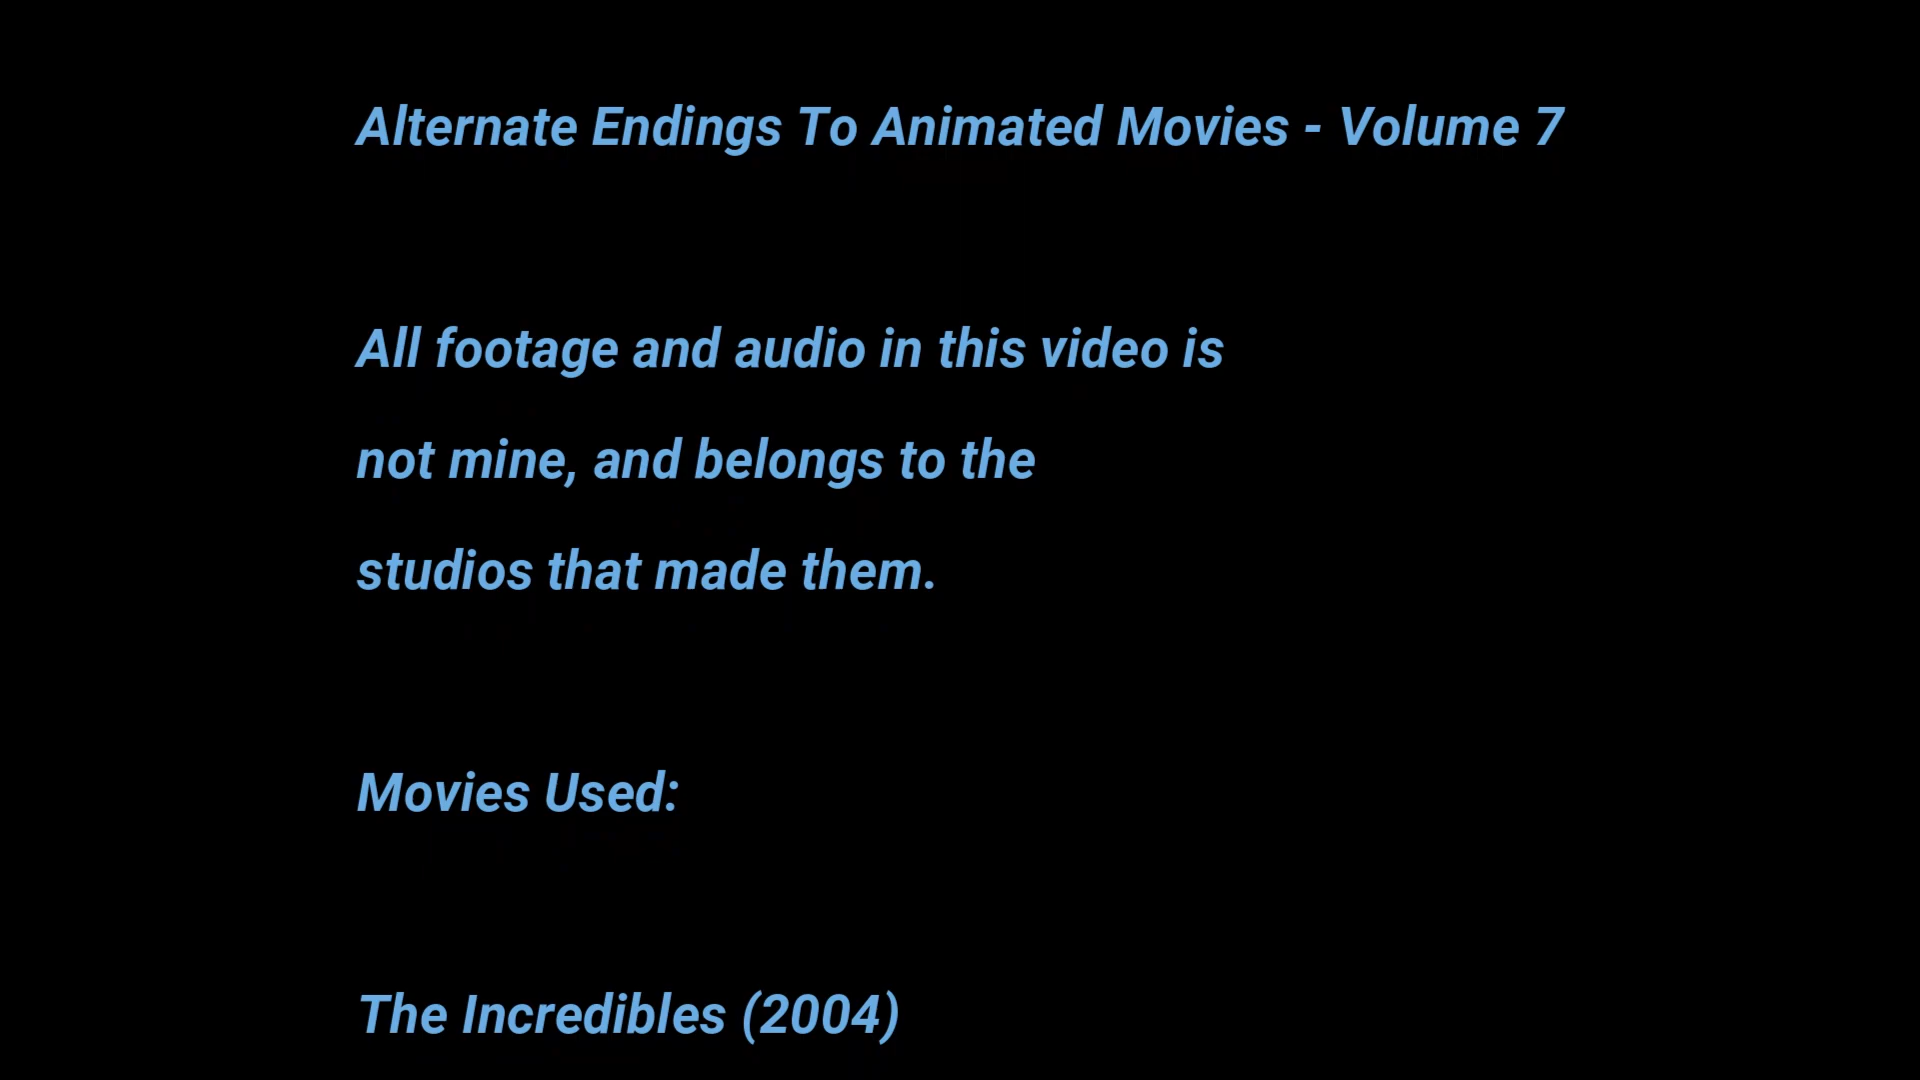 Alternate Endings To Animated Movies - Volume 7
All footage and audio in this video is
not mine, and belongs to the
studios that made them.
Movies Used:
The Incredibles (2004)